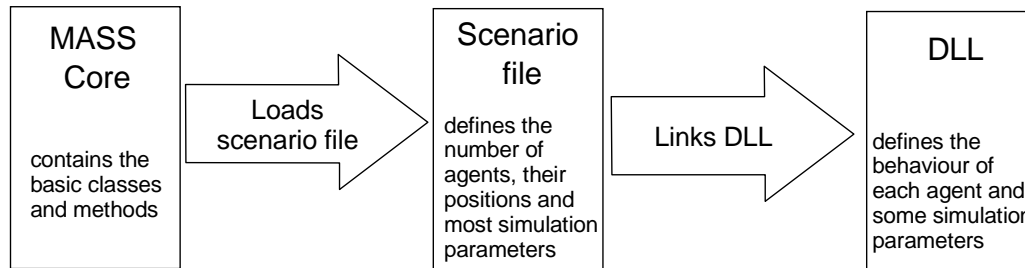 MASS
Core
contains the
basic classes
and methods
Loads
scenario file
Scenario
file
defines the
number of
agents, their
positions and
most simulation
parameters
Links DLL
DLL
defines the
behaviour of
each agent and
some simulation
parameters